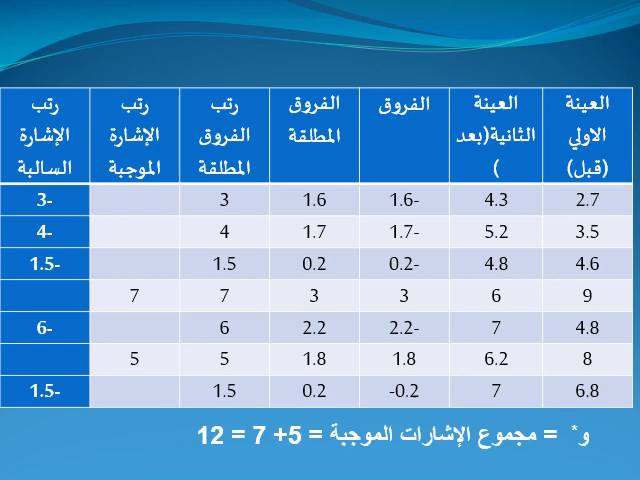 العينة الاولي (قبل) العينة الثانية(بعد ) الفروق الفروق المطلقة رتب الفروق المطلقة رتب الإشارة الموجبة رتب الإشارة السالبة
2.7 4.3 1.6- 1.6 3 3-
3.5 5.2 1.7- 1.7 4 4-
4.6 4.8 0.2- 0.2 1.5 1.5-
9 6 3 3 7 7
4.8 7 2.2- 2.2 6 6-
8 6.2 1.8 1.8 5 5
6.8 7 -0.2 0.2 1.5 1.5-
و* = مجموع الإشارات الموجبة = 5+ 7 = 12